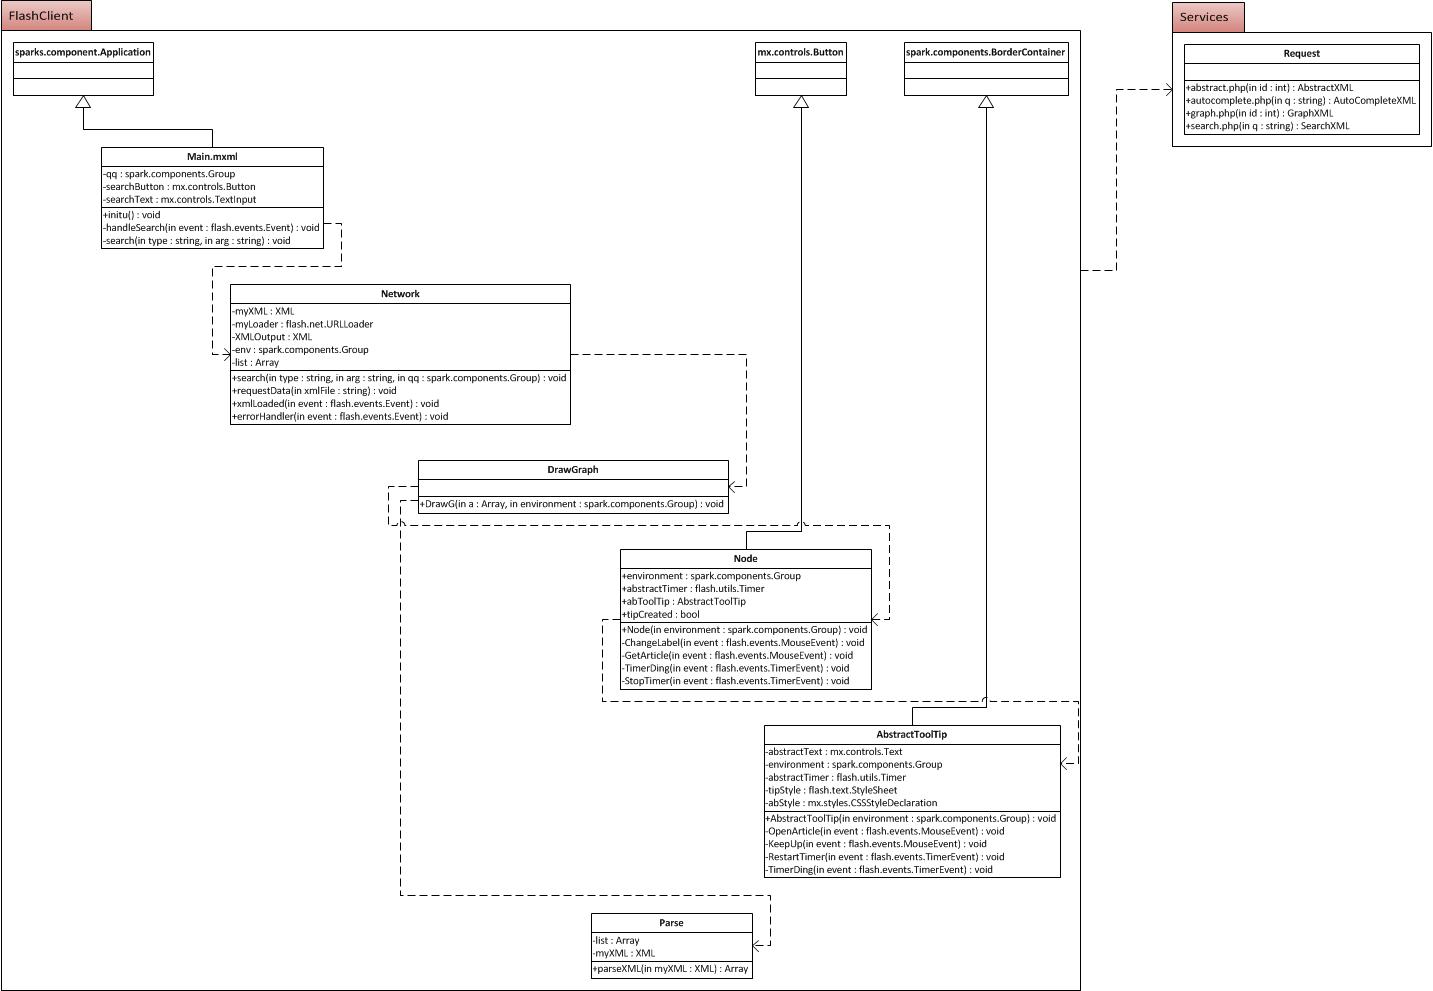 FlashClient
Services
sparks.component.Application
mx.controls.Button
spark.components.BorderContainer
Request
+abstract.php(in id : int) : AbstractXML
+autocomplete.php(in q : string) : AutoCompleteXML
+graph.php(in id : int) : GraphXML
+search.php(in q : string) : SearchXML
Main.mxml
-qq : spark.components.Group
-searchButton : mx.controls.Button
-searchText : mx.controls.TextInput
+initu() : void
-handleSearch(in event : flash.events.Event) : void
-search(in type : string, in arg : string) : void
Network
-myXML : XML
-myLoader : flash.net.URLLoader
-XMLOutput : XML
-env : spark.components.Group
-list : Array
+search(in type : string, in arg : string, in qq : spark.components.Group) : void
+requestData(in xmlFile : string) : void
+xmlLoaded(in event : flash.events.Event) : void
+errorHandler(in event : flash.events.Event) : void
DrawGraph
+DrawG(in a : Array, in environment : spark.components.Group) : void
Node
+environment : spark.components.Group
+abstractTimer : flash.utils.Timer
+abToolTip : AbstractToolTip
+tipCreated : bool
+Node(in environment : spark.components.Group) : void
-ChangeLabel(in event : flash.events.MouseEvent) : void
-GetArticle(in event : flash.events.MouseEvent) : void
-TimerDing(in event : flash.events.TimerEvent) : void
-StopTimer(in event : flash.events.TimerEvent) : void
AbstractToolTip
-abstractText : mx.controls.Text
-environment : spark.components.Group
-abstractTimer : flash.utils.Timer
-tipStyle : flash.text.StyleSheet
-abStyle : mx.styles.CSSStyleDeclaration
+AbstractToolTip(in environment : spark.components.Group) : void
-OpenArticle(in event : flash.events.MouseEvent) : void
-KeepUp(in event : flash.events.MouseEvent) : void
-RestartTimer(in event : flash.events.TimerEvent) : void
-TimerDing(in event : flash.events.TimerEvent) : void
Parse
-list : Array
-myXML : XML
+parseXML(in myXML : XML) : Array